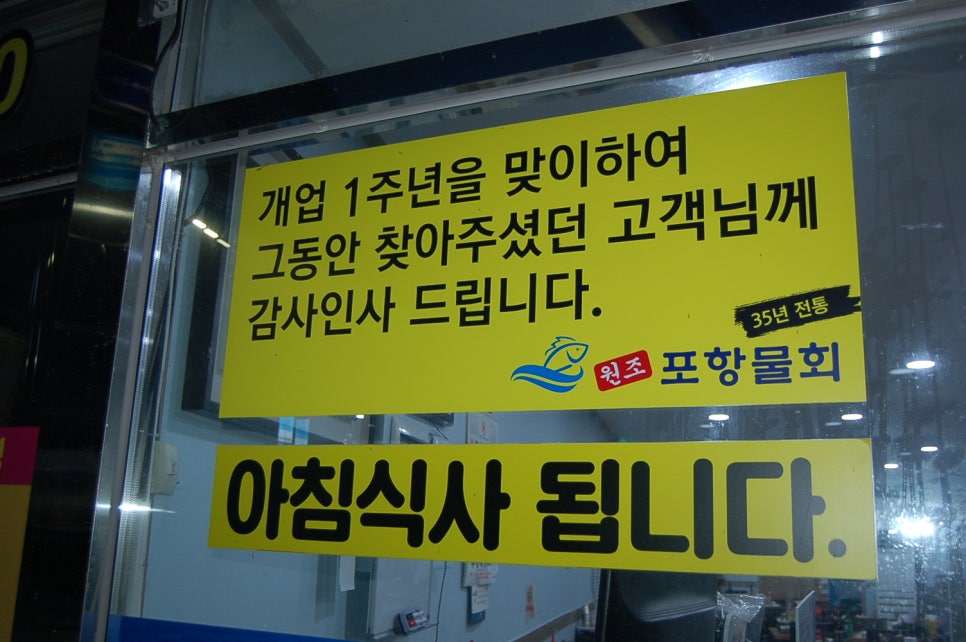 개업 1주년을 맞이하여
그동안 찾아주셨던 고객님께
감사인사 드립니다.
35년 전통
원조 포항물회
아침식사 됩니다.